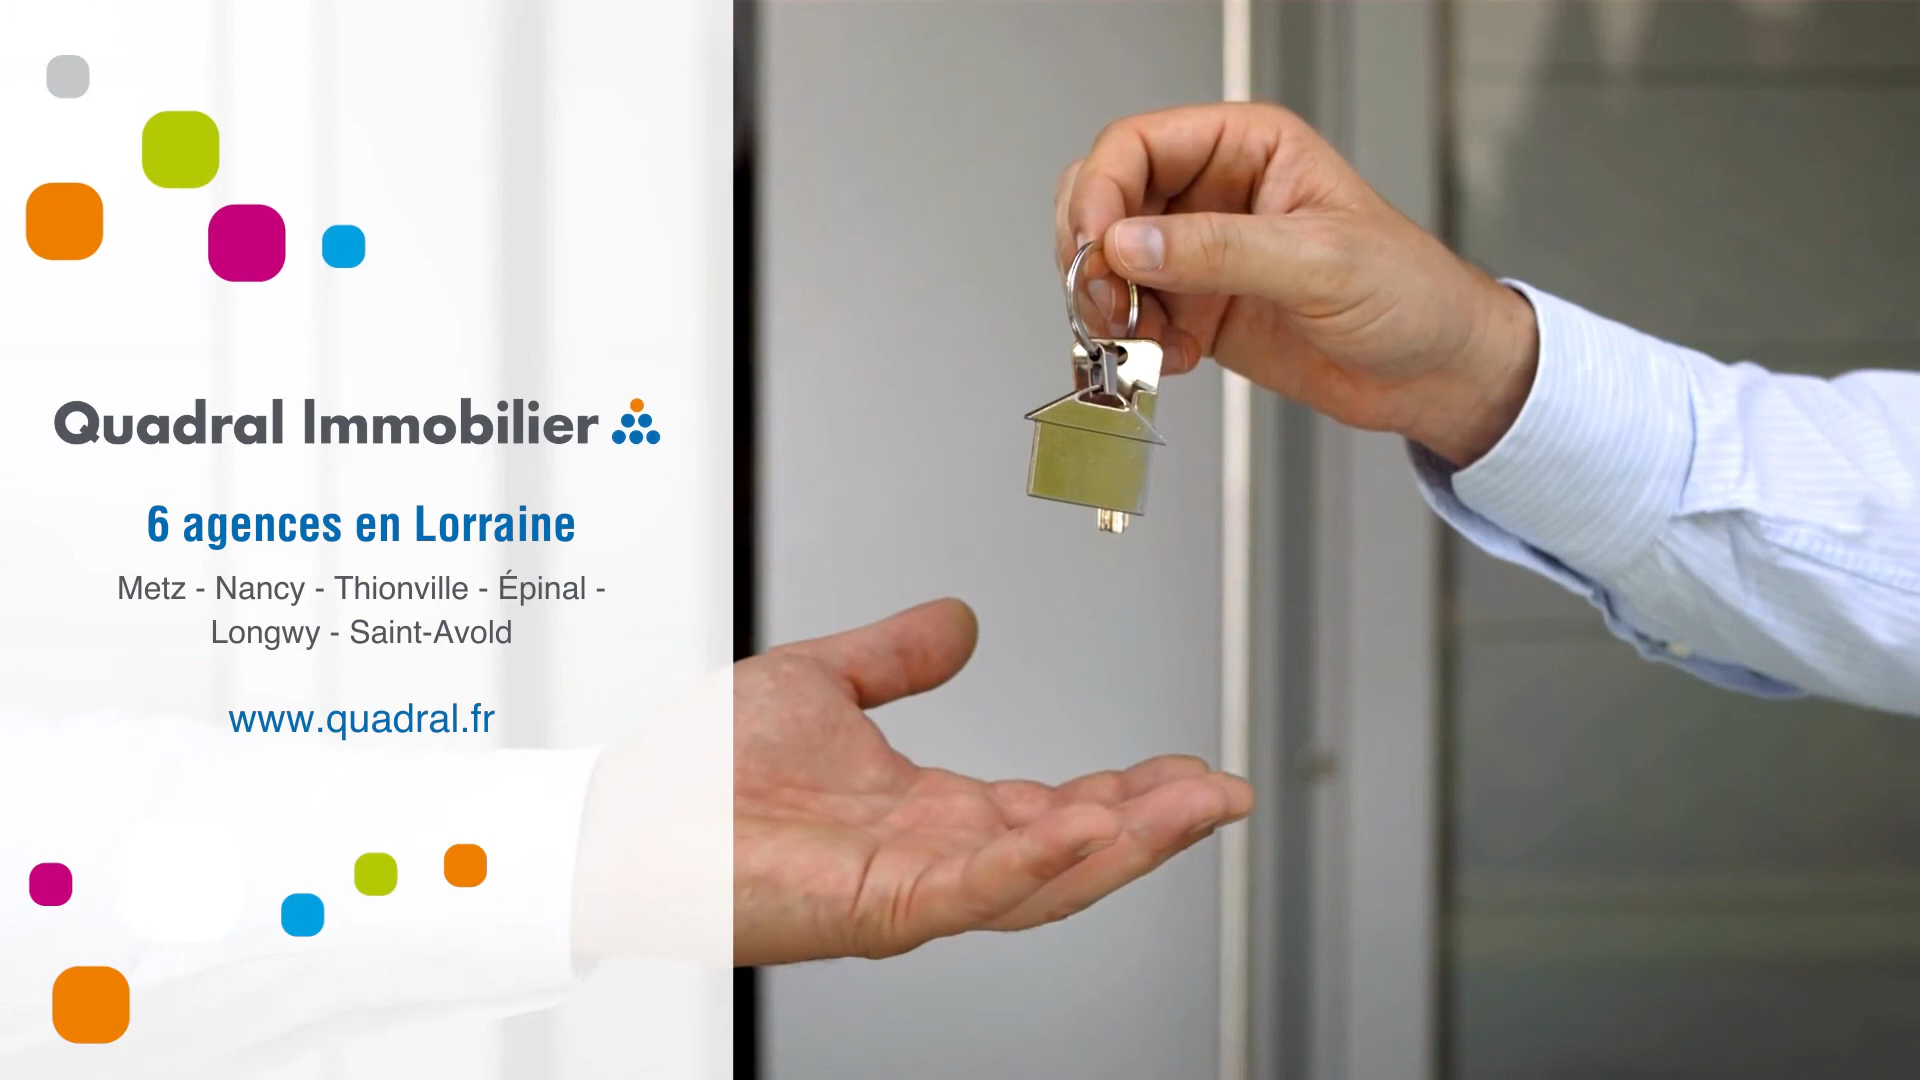 Quadral Immobilier
6 agences en Lorraine
Metz - Nancy - Thionville - Épinal -
Longwy - Saint-Avold
www.quadral.fr